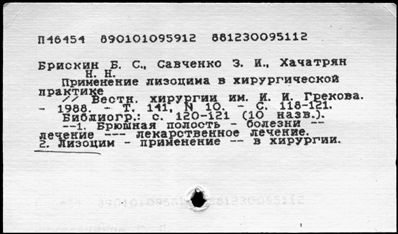 П46454 890101095912 881230095112
Брискин Б. С., Савченко З. И., Хачатрян
Н. Н.
Применение лизоцима в хирургической
практике
// Вестн. хирургии им. И. И. Грекова.
- 1988. - Т. 141, N 10. - С. 118-121.
Библиогр.: с. 120-121 (10 назв.).
--1. Брюшная полость - болезни --
лечение --- лекарственное лечение.
2. Лизоцим - применение -- в хирургии.